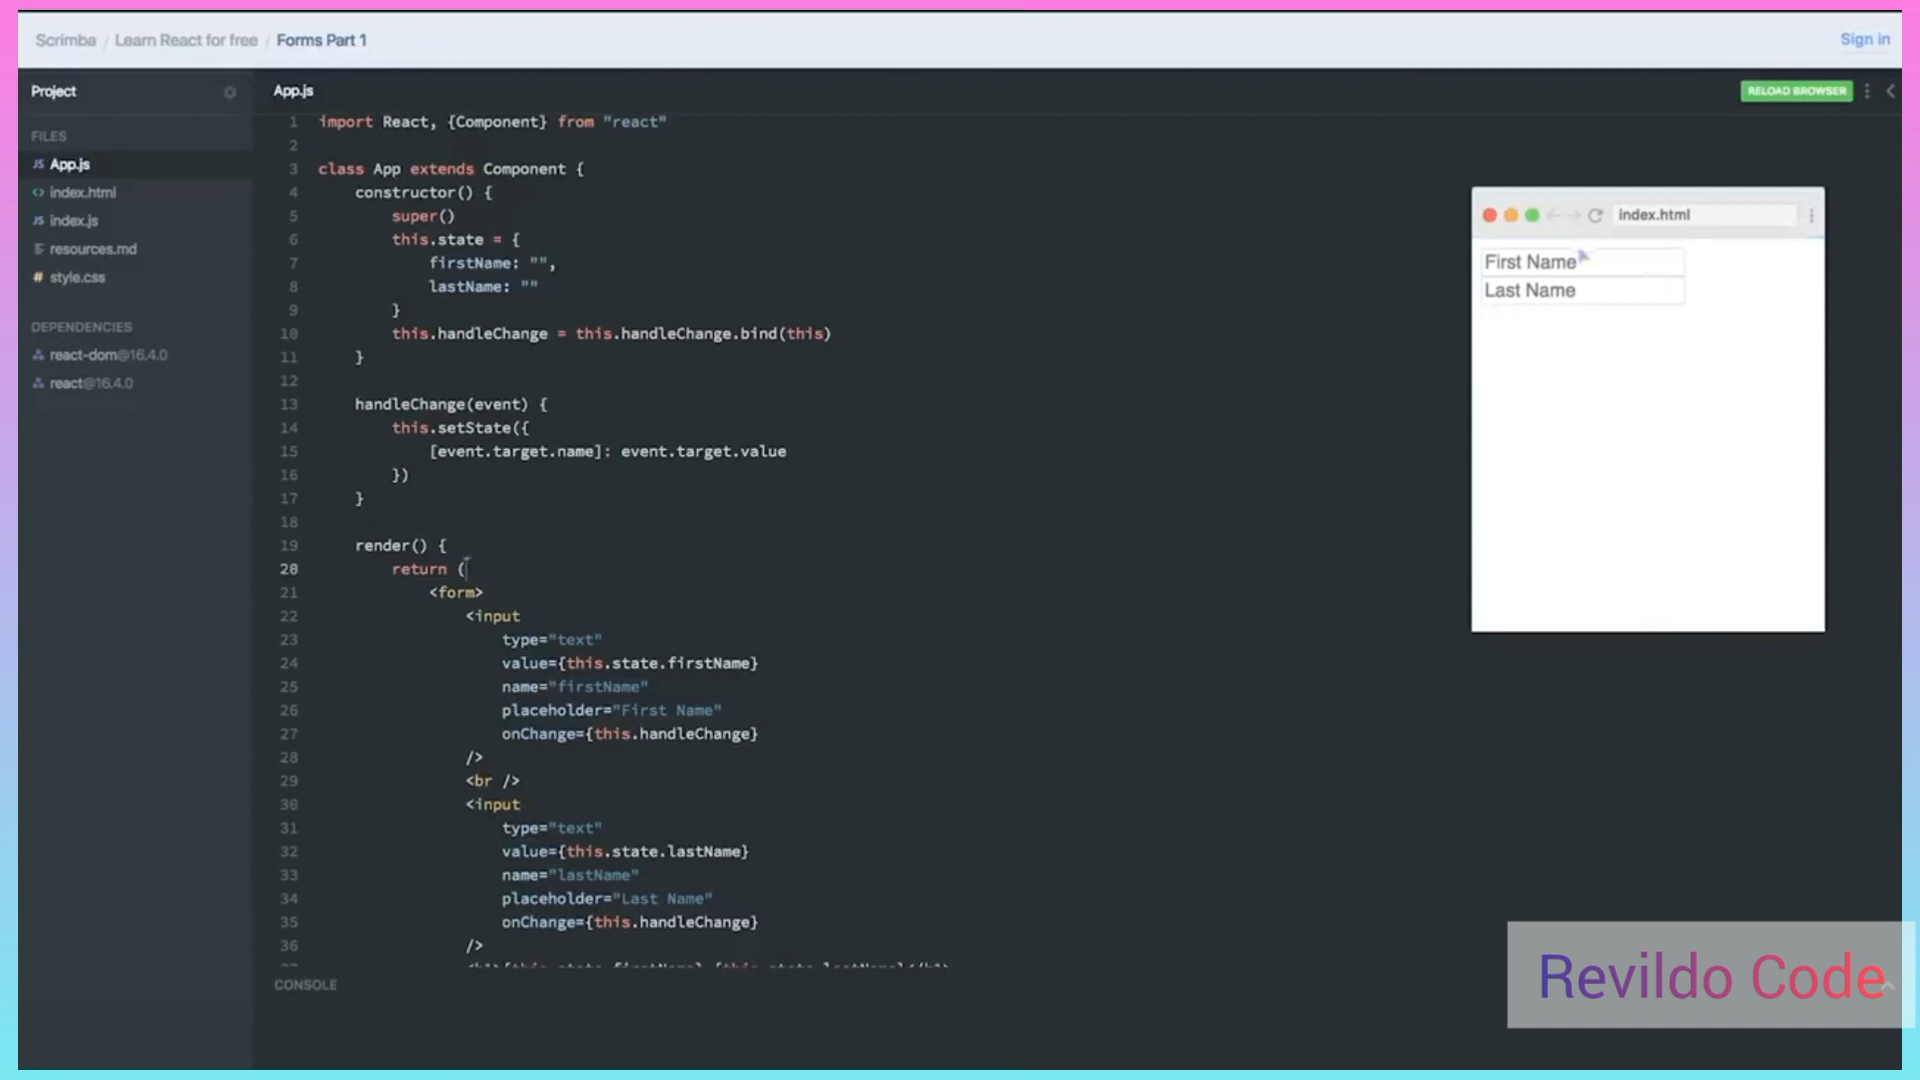 Scrimba / Learn React for free / Forms Part 1
Sign in
Project
FILES
JS App.js
<> index.html
JS index.js
resources.md
# style.css
DEPENDENCIES
react-dom@16.4.0
react@16.4.0
App.js
RELOAD BROWSER
1 import React, {Component} from "react"
2
3 class App extends Component {
4 constructor() {
5 super()
6 this.state = {
7 firstName: "",
8 lastName: ""
9 }
10 this.handleChange = this.handleChange.bind(this)
11 }
12
13 handleChange(event) {
14 this.setState({
15 [event.target.name]: event.target.value
16 })
17 }
18
19 render() {
20 return (
21 <form>
22 <input
23 type="text"
24 value={this.state.firstName}
25 name="firstName"
26 placeholder="First Name"
27 onChange={this.handleChange}
28 />
29 <br />
30 <input
31 type="text"
32 value={this.state.lastName}
33 name="lastName"
34 placeholder="Last Name"
35 onChange={this.handleChange}
36 />
CONSOLE
index.html
First Name
Last Name
Revildo Code